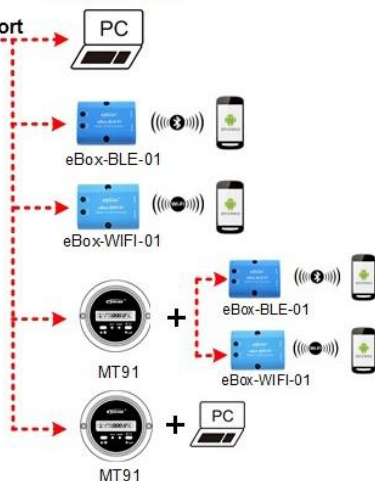 ort
PC
eBox-BLE-01
eBox-WIFI-01
MT91
+
eBox-BLE-01
eBox-WIFI-01
MT91
+
PC